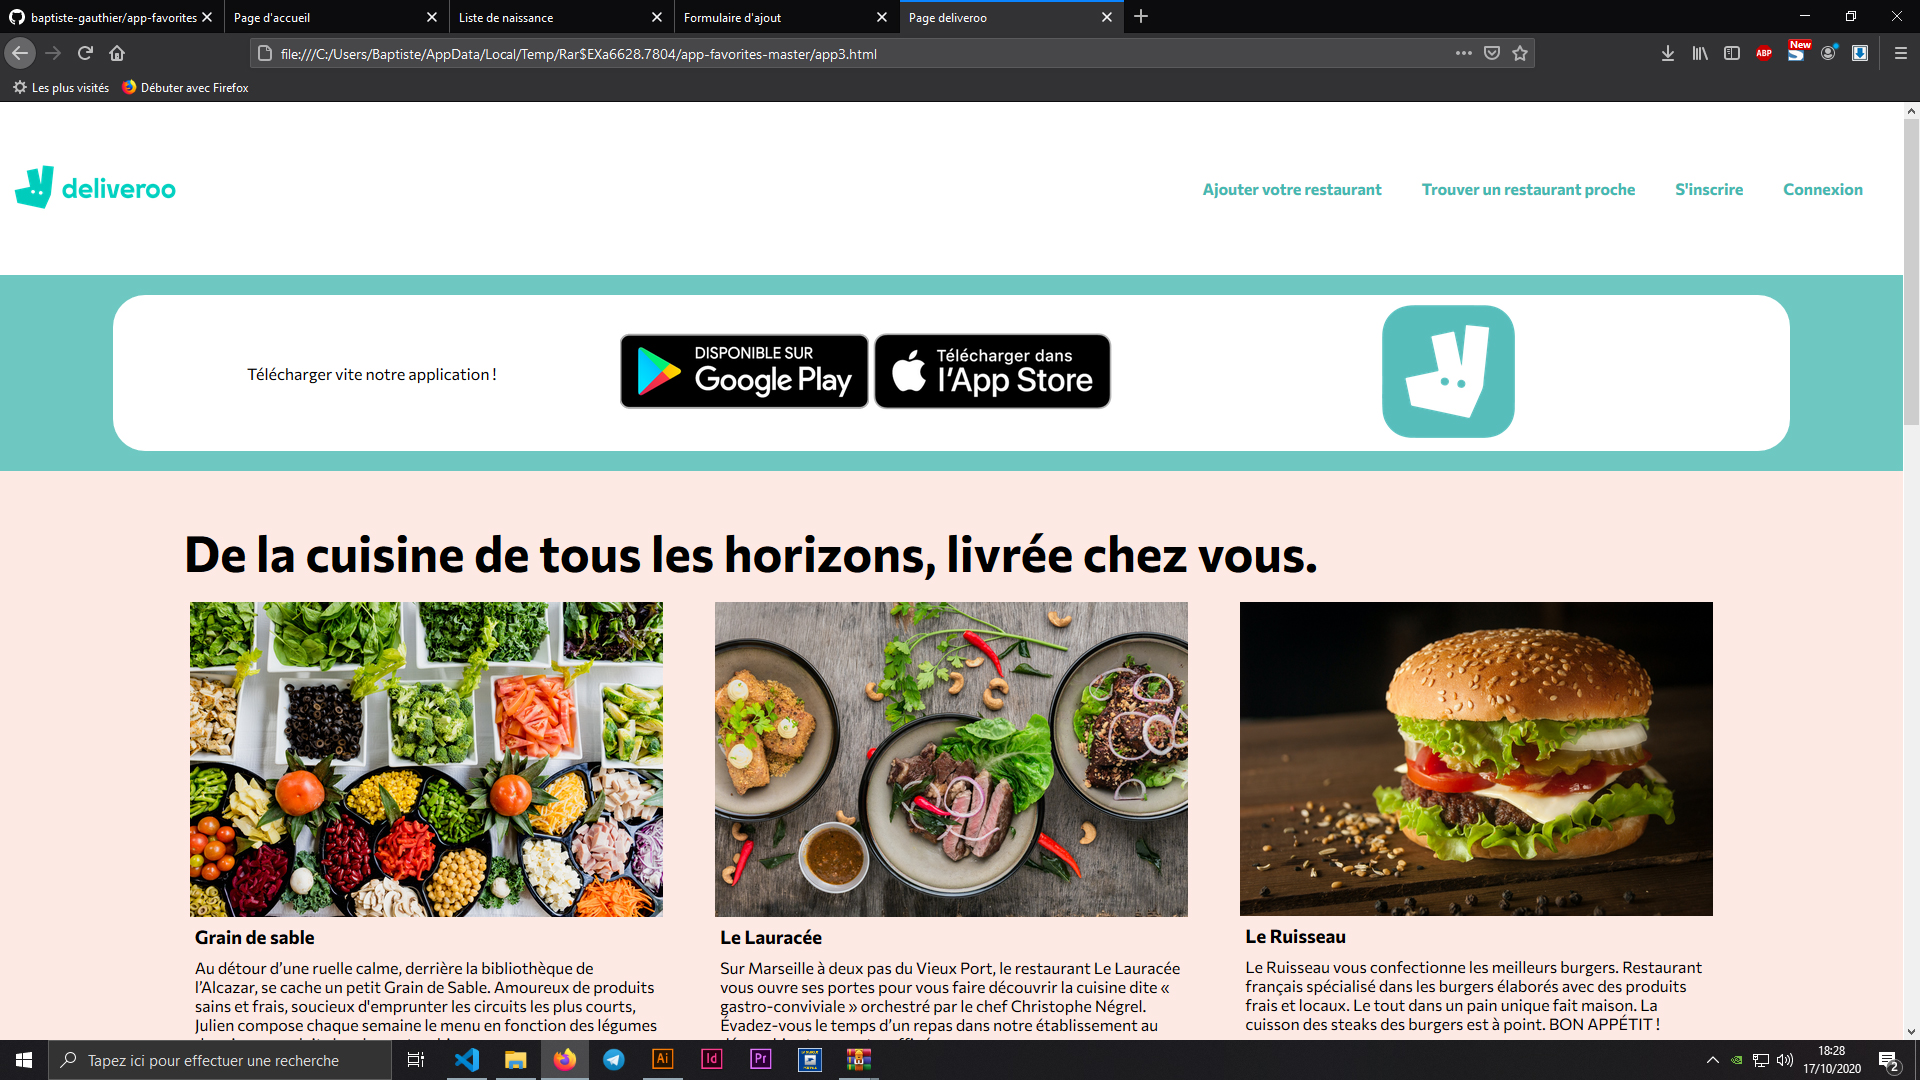 baptiste-gauthier/app-favorites
Page d'accueil
Liste de naissance
Formulaire d'ajout
Page deliveroo
file:///C:/Users/Baptiste/AppData/Local/Temp/Rar$EXa6628.7804/app-favorites-master/app3.html
ABP
New
S
Les plus visités
Débuter avec Firefox
deliveroo
Ajouter votre restaurant
Trouver un restaurant proche
S'inscrire
Connexion
Télécharger vite notre application !
DISPONIBLE SUR
Google Play
Télécharger dans
l'App Store
De la cuisine de tous les horizons, livrée chez vous.
Grain de sable
Au détour d’une ruelle calme, derrière la bibliothèque de
l’Alcazar, se cache un petit Grain de Sable. Amoureux de produits
sains et frais, soucieux d'emprunter les circuits les plus courts,
Julien compose chaque semaine le menu en fonction des légumes
Le Lauracée
Sur Marseille à deux pas du Vieux Port, le restaurant Le Lauracée
vous ouvre ses portes pour vous faire découvrir la cuisine dite «
gastro-conviviale » orchestré par le chef Christophe Négrel.
Évadez-vous le temps d’un repas dans notre établissement au
Le Ruisseau
Le Ruisseau vous confectionne les meilleurs burgers. Restaurant
français spécialisé dans les burgers élaborés avec des produits
frais et locaux. Le tout dans un pain unique fait maison. La
cuisson des steaks des burgers est à point. BON APPÉTIT !
Tapez ici pour effectuer une recherche
Ai
Id
Pr
18:28
17/10/2020
2